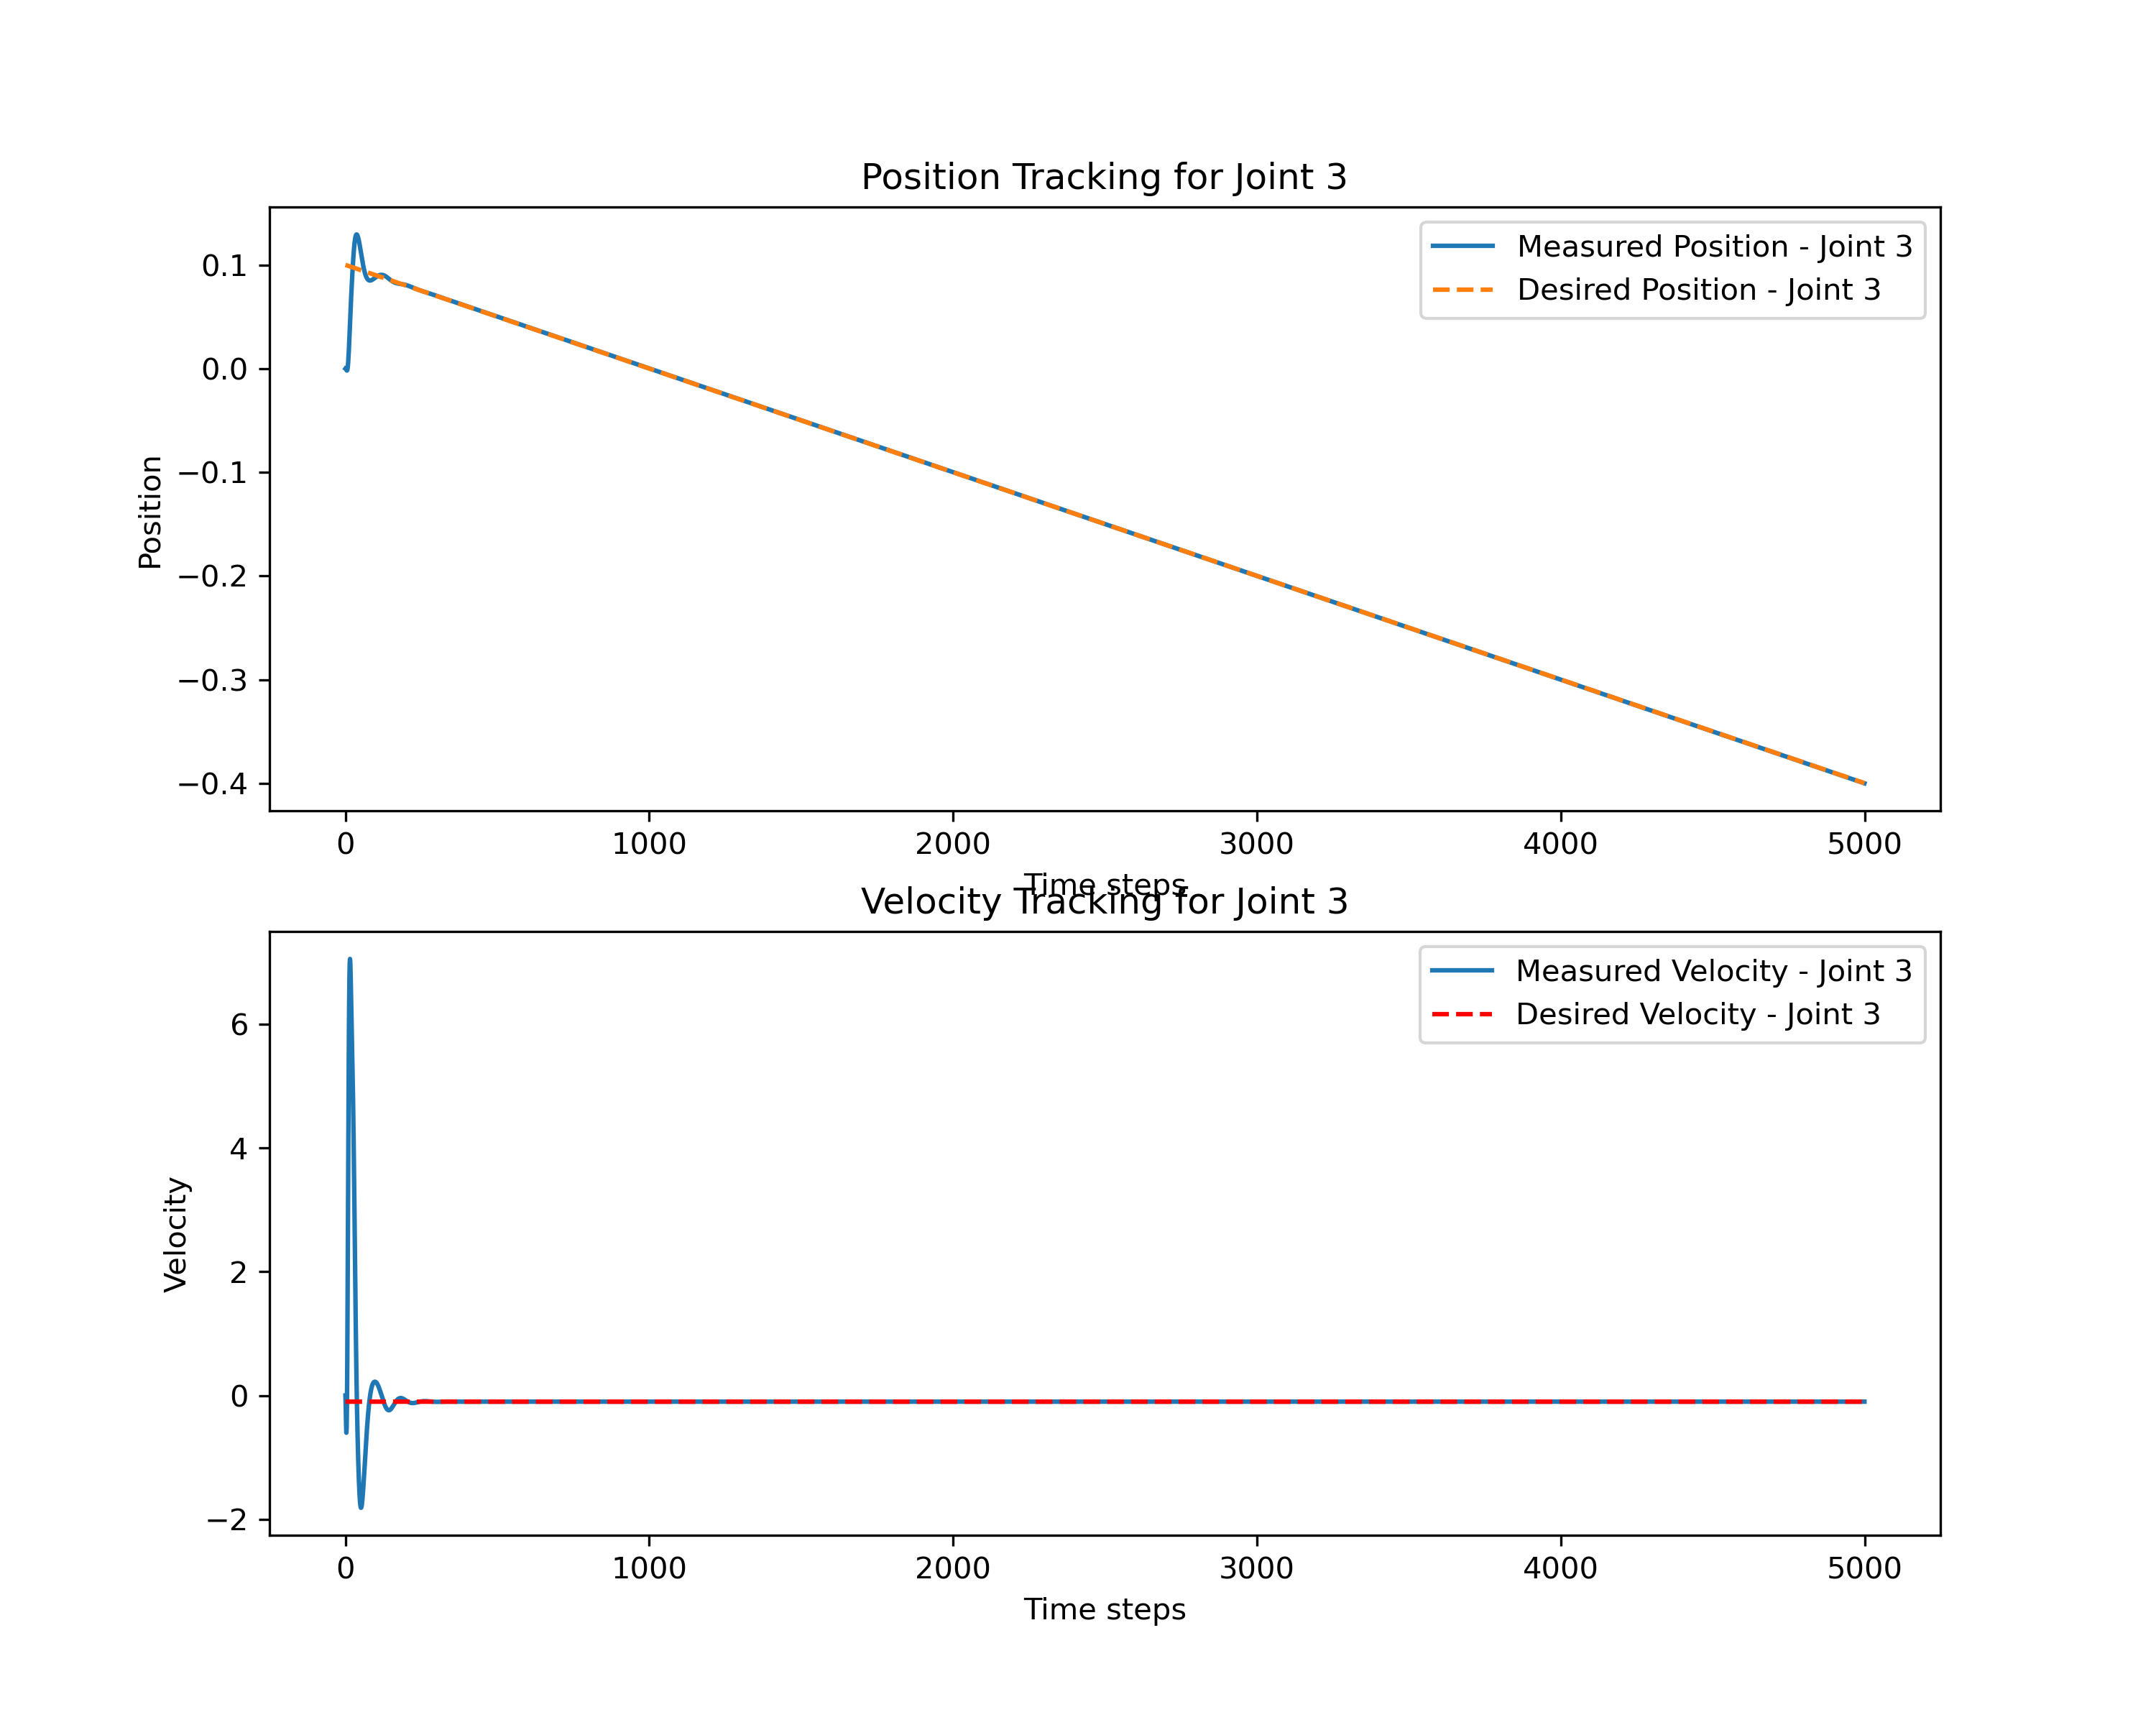 Position Tracking for Joint 3
Measured Position - Joint 3
Desired Position - Joint 3
Position
0.1
0.0
−0.1
−0.2
−0.3
−0.4
0
1000
2000
3000
4000
5000
Time steps
Velocity Tracking for Joint 3
Measured Velocity - Joint 3
Desired Velocity - Joint 3
Velocity
6
4
2
0
−2
0
1000
2000
3000
4000
5000
Time steps